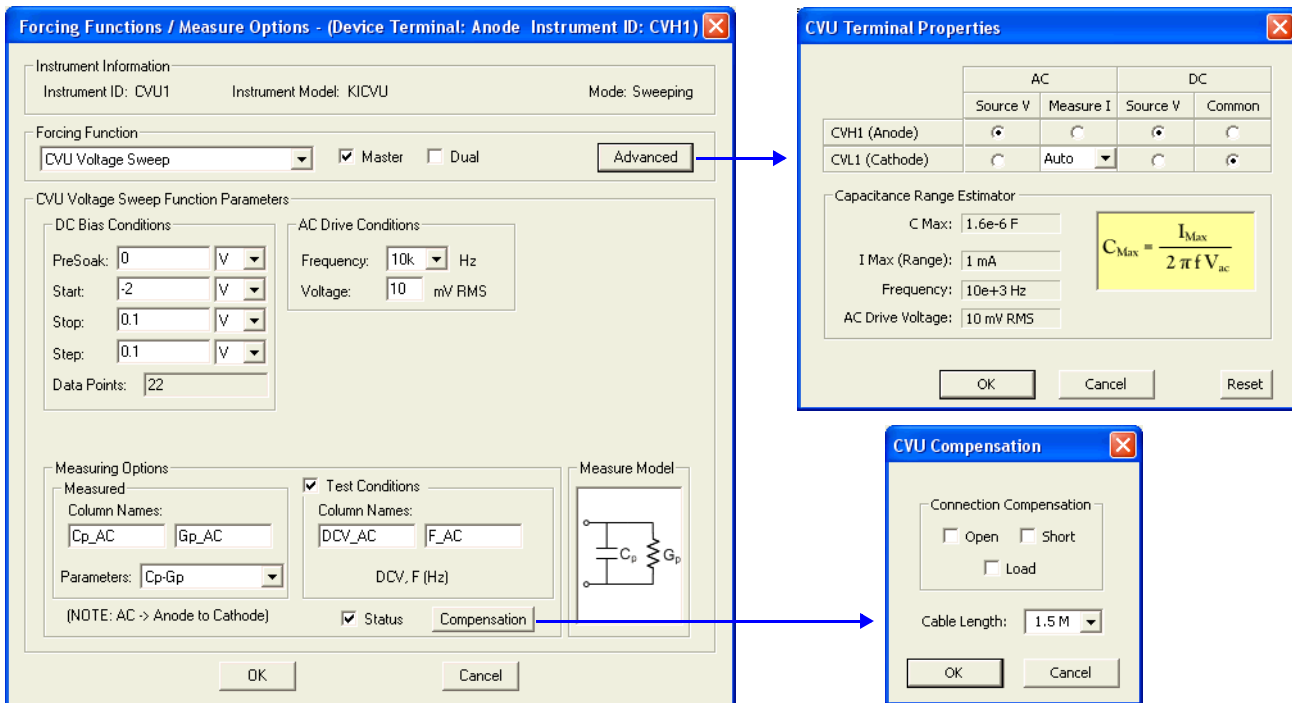 Forcing Functions / Measure Options - (Device Terminal: Anode Instrument ID: CVH1)
Instrument Information
Instrument ID: CVU1 Instrument Model: KICVU Mode: Sweeping
Forcing Function
CVU Voltage Sweep Master Dual Advanced
CVU Voltage Sweep Function Parameters
DC Bias Conditions
PreSoak: 0 V
Start: -2 V
Stop: 0.1 V
Step: 0.1 V
Data Points: 22
AC Drive Conditions
Frequency: 10k Hz
Voltage: 10 mV RMS
Measuring Options
Measured
Column Names:
Cp_AC Gp_AC
Parameters: Cp-Gp
(NOTE: AC -> Anode to Cathode)
Test Conditions
Column Names:
DCV_AC F_AC
DCV, F (Hz)
Status Compensation
Measure Model
Cp Gp
OK Cancel
CVU Terminal Properties
AC DC
Source V Measure I Source V Common
CVH1 (Anode)
CVL1 (Cathode) Auto
Capacitance Range Estimator
C Max: 1.6e-6 F
I Max (Range): 1 mA
Frequency: 10e+3 Hz
AC Drive Voltage: 10 mV RMS
CMax = IMax / 2 π f Vac
OK Cancel Reset
CVU Compensation
Connection Compensation
Open Short
Load
Cable Length: 1.5 M
OK Cancel